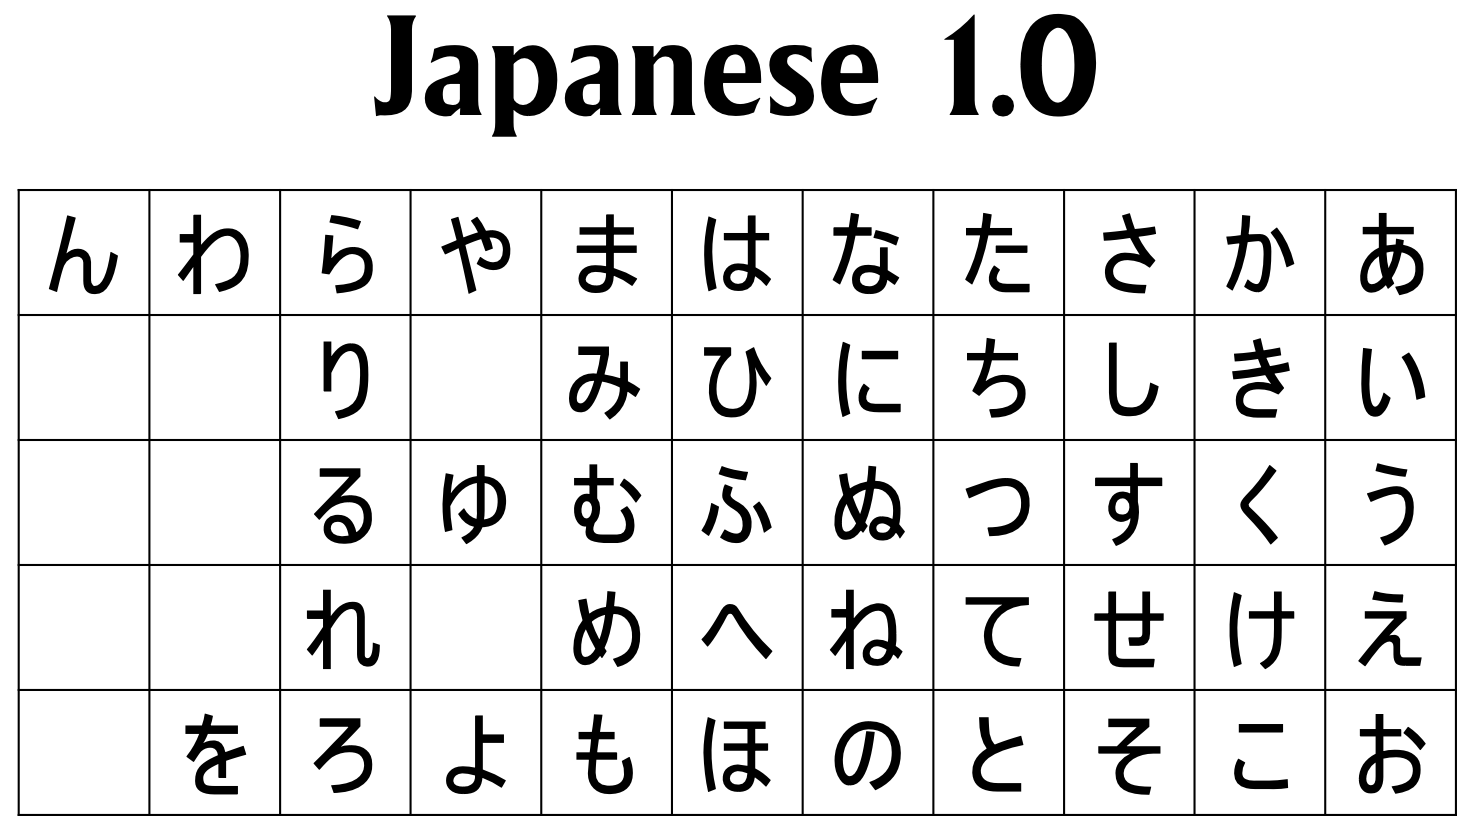 Japanese 1.0
ん わ ら や ま は な た さ か あ
り み ひ に ち し き い
る ゆ む ふ ぬ つ す く う
れ め へ ね て せ け え
を ろ よ も ほ の と そ こ お